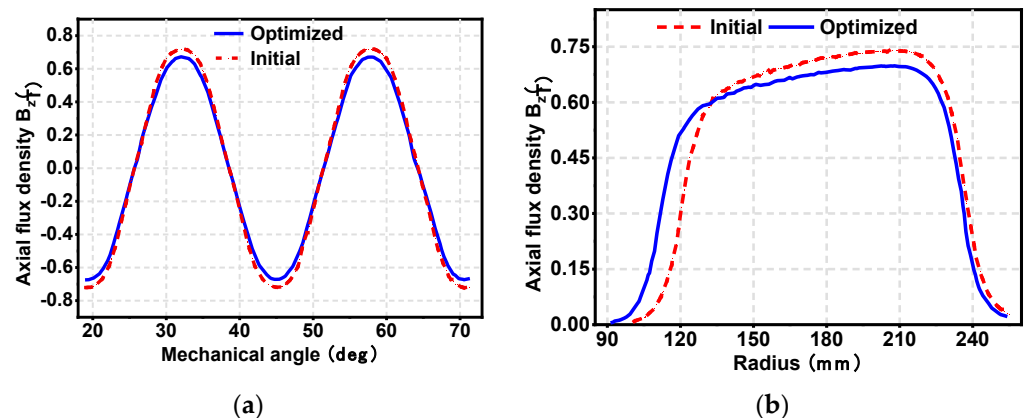 Optimized
Initial
Axial flux density Bz(T)
0.8
0.6
0.4
0.2
0.0
-0.2
-0.4
-0.6
-0.8
20 30 40 50 60 70
Mechanical angle (deg)
(a)
Initial Optimized
Axial flux density Bz(T)
0.75
0.60
0.45
0.30
0.15
0.00
90 120 150 180 210 240
Radius (mm)
(b)